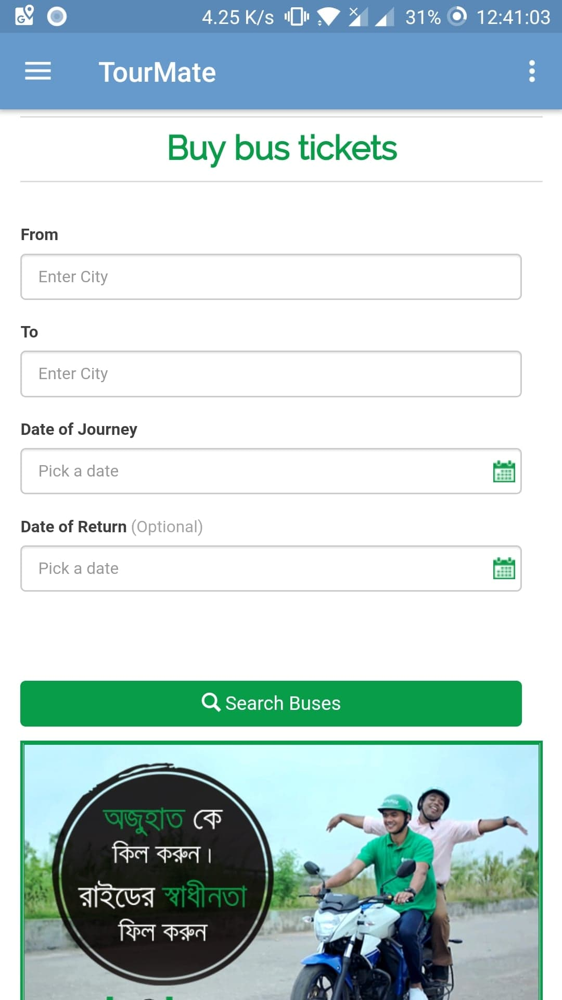 4.25 K/s 31% 12:41:03
TourMate
Buy bus tickets
From
Enter City
To
Enter City
Date of Journey
Pick a date
Date of Return (Optional)
Pick a date
Search Buses
অজুহাত কে
কিল করুন।
রাইডের স্বাধীনতা
ফিল করুন